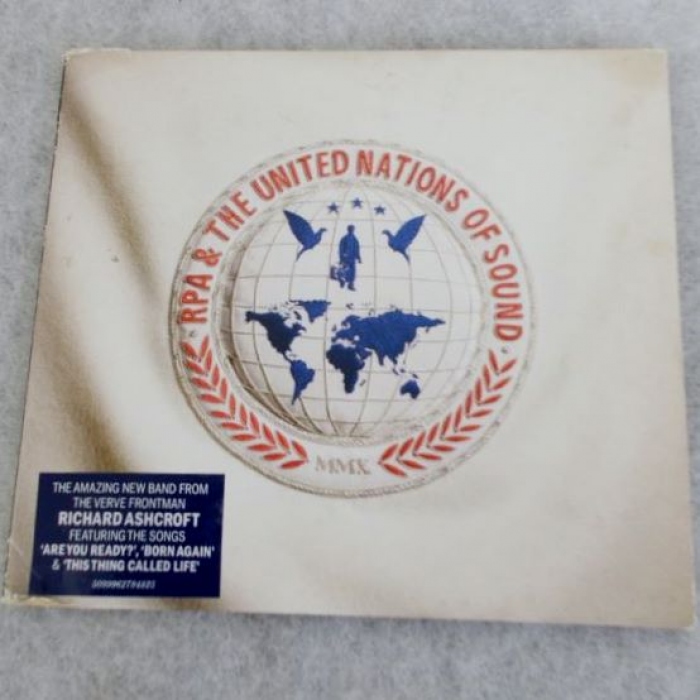 RPA & THE UNITED NATIONS OF SOUND
MMX
THE AMAZING NEW BAND FROM
THE VERVE FRONTMAN
RICHARD ASHCROFT
FEATURING THE SONGS
'ARE YOU READY?', 'BORN AGAIN'
& 'THIS THING CALLED LIFE'